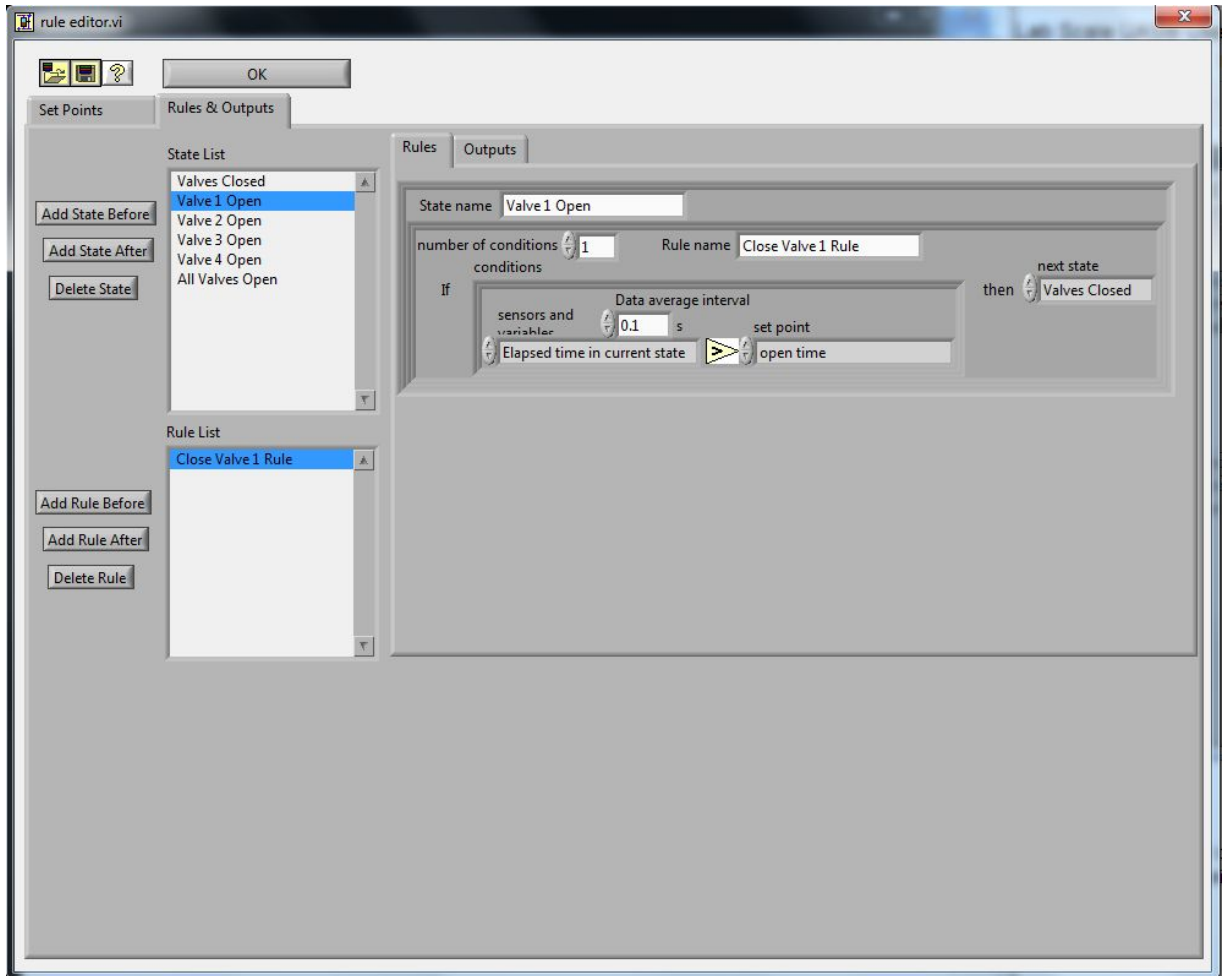 rule editor.vi
?
OK
Set Points
Rules & Outputs
State List
Valves Closed
Valve 1 Open
Valve 2 Open
Valve 3 Open
Valve 4 Open
All Valves Open
Add State Before
Add State After
Delete State
Rule List
Close Valve 1 Rule
Add Rule Before
Add Rule After
Delete Rule
Rules
Outputs
State name Valve 1 Open
number of conditions 1
Rule name Close Valve 1 Rule
conditions
If
Data average interval
sensors and
variables
0.1 s
set point
Elapsed time in current state > open time
next state
then Valves Closed